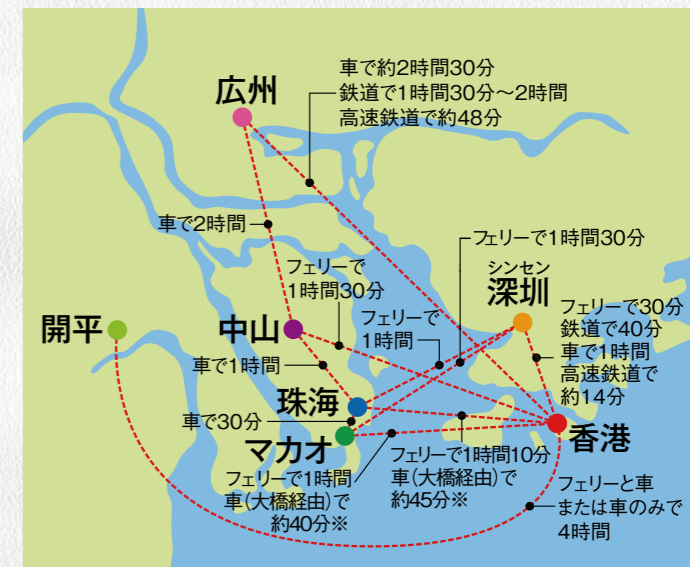 広州
車で約2時間30分
鉄道で1時間30分～2時間
高速鉄道で約48分
車で2時間
フェリーで1時間30分
シンセン
深圳
フェリーで
1時間30分
フェリーで
1時間
フェリーで30分
鉄道で40分
車で1時間
高速鉄道で
約14分
開平
中山
車で1時間
珠海
車で30分
マカオ
香港
フェリーで1時間
車(大橋経由)で
約40分※
フェリーで1時間10分
車(大橋経由)で
約45分※
フェリーと車
または車のみで
4時間